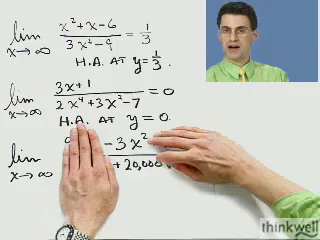 lim x→∞ x²+x-6 / 3x²-9 = 1/3
H.A. AT y = 1/3.
lim x→∞ 3x+1 / 2x⁴+3x²-7 = 0
H.A. AT y = 0.
lim x→∞ -3x² / + 20,000
thinkwell